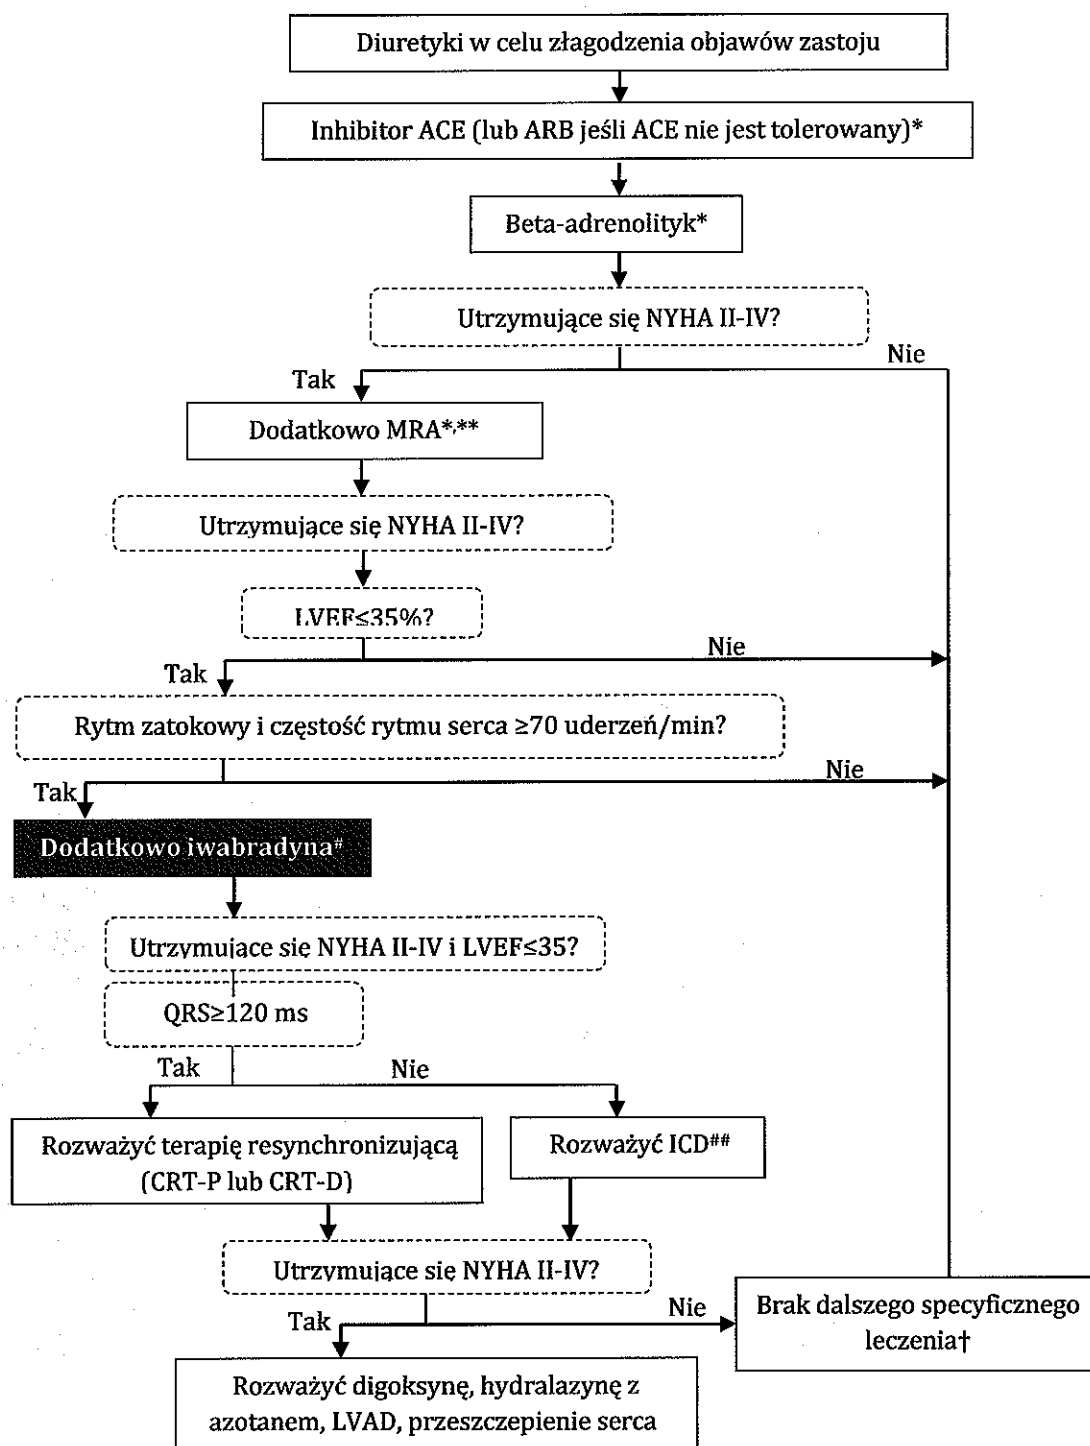 Diuretyki w celu złagodzenia objawów zastoju
Inhibitor ACE (lub ARB jeśli ACE nie jest tolerowany)*
Beta-adrenolityk*
Utrzymujące się NYHA II-IV?
Nie
Tak
Dodatkowo MRA*,**
Utrzymujące się NYHA II-IV?
LVEF≤35%?
Nie
Tak
Rytm zatokowy i częstość rytmu serca ≥70 uderzeń/min?
Nie
Tak
Dodatkowo iwabradyna#
Utrzymujące się NYHA II-IV i LVEF≤35?
QRS≥120 ms
Tak
Nie
Rozważyć terapię resynchronizującą
(CRT-P lub CRT-D)
Rozważyć ICD##
Utrzymujące się NYHA II-IV?
Tak
Nie
Brak dalszego specyficznego
leczenia†
Rozważyć digoksynę, hydralazynę z
azotanem, LVAD, przeszczepienie serca